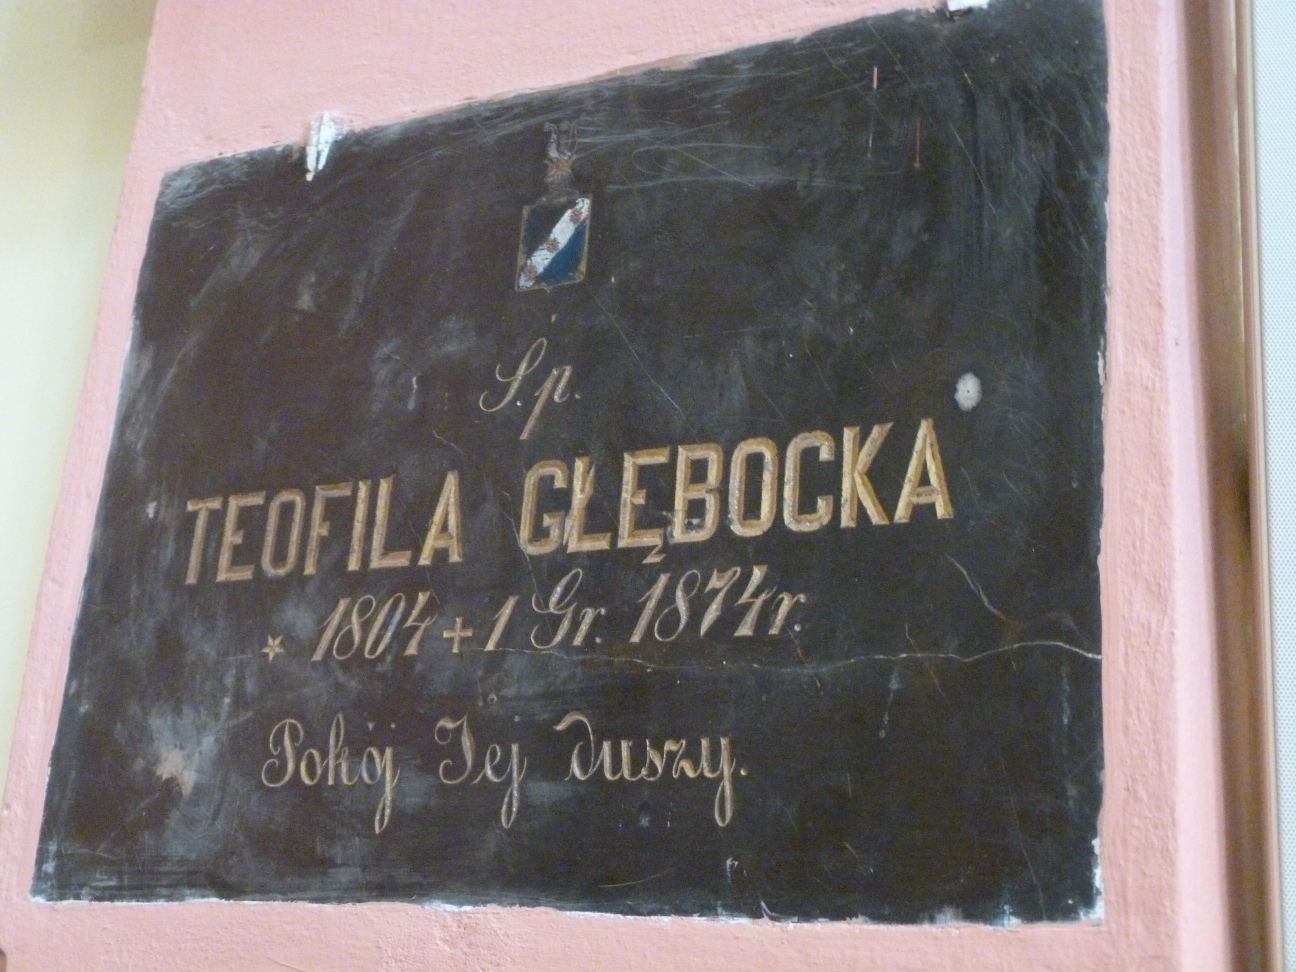 Ś.p.
TEOFILA GŁĘBOCKA
* 1804 + 1 Gr. 1874 r.
Pokój Jej duszy.